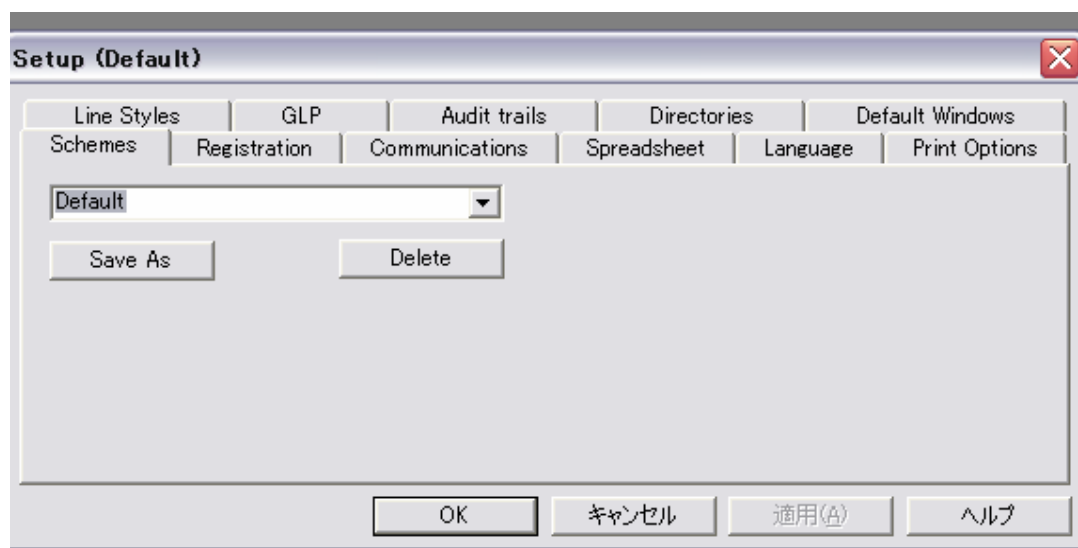 Setup (Default)
Line Styles GLP Audit trails Directories Default Windows
Schemes Registration Communications Spreadsheet Language Print Options
Default
Save As Delete
OK キャンセル 適用(A) ヘルプ